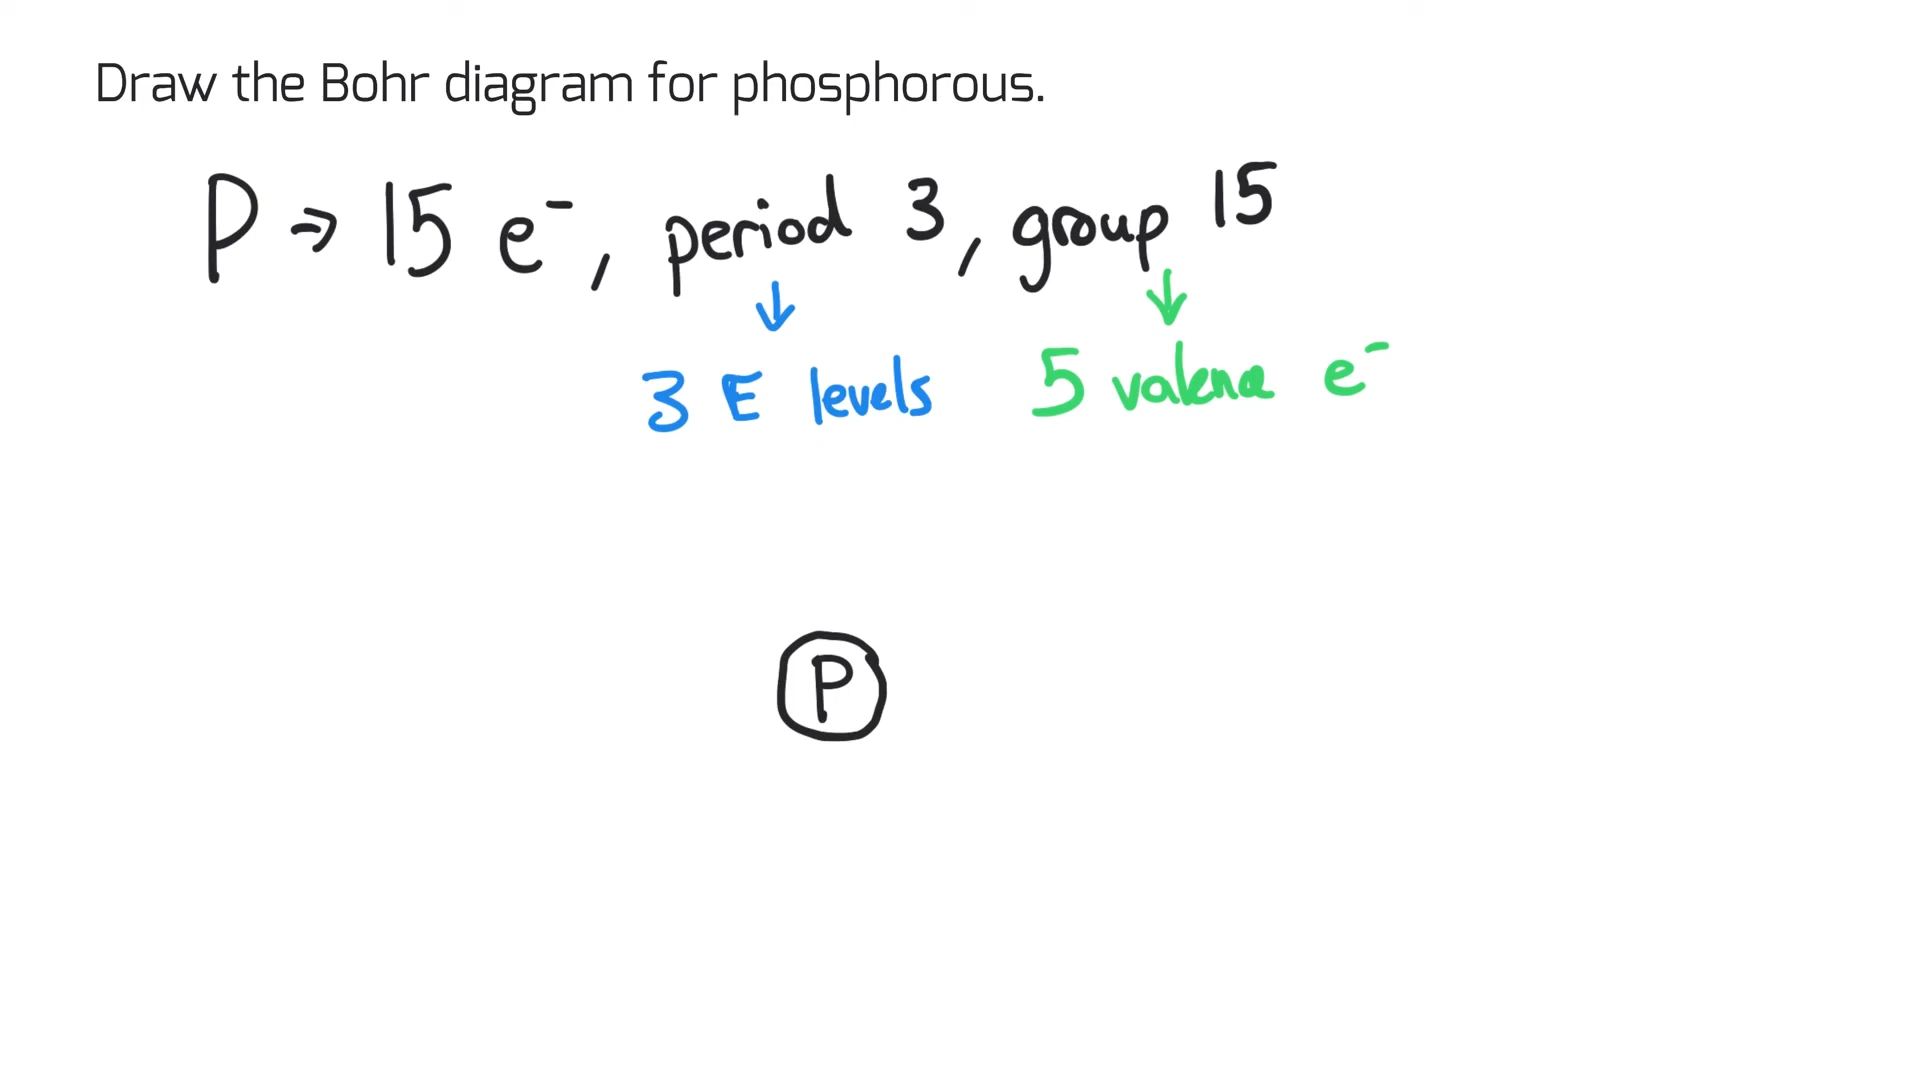 Draw the Bohr diagram for phosphorous.
P ⇒ 15 e⁻, period 3, group 15
↓ ↓
3 E levels 5 valence e⁻
P